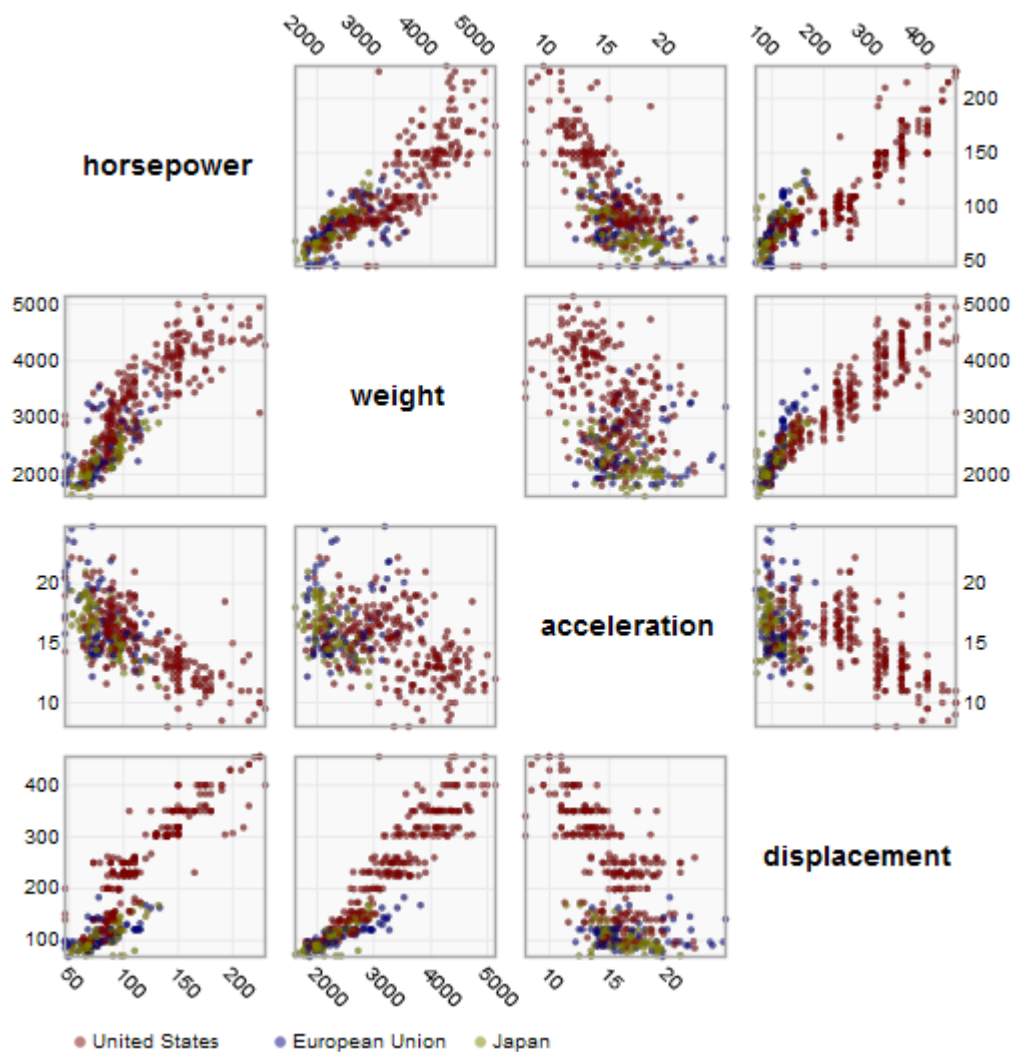 2000 3000 4000 5000 10 15 20 100 200 300 400
200
horsepower 150
100
50
5000 5000
4000 4000
weight
3000 3000
2000 2000
20 20
acceleration
15 15
10 10
400
300
displacement
200
100
50 100 150 200 2000 3000 4000 5000 10 15 20
United States European Union Japan